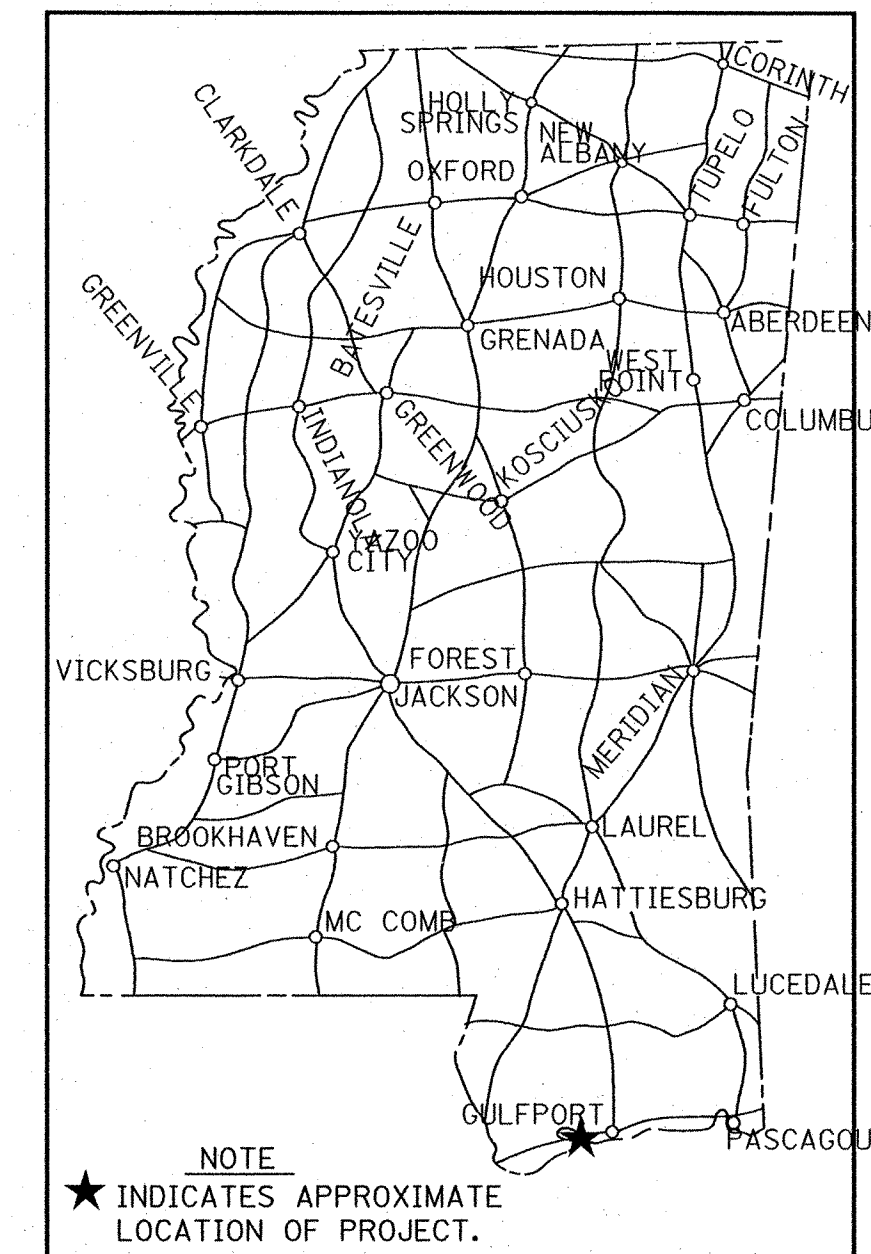 CORINTH
HOLLY
SPRINGS
CLARKDALE
NEW
ALBANY
TUPELO
FULTON
OXFORD
BATESVILLE
HOUSTON
GREENVILLE
GRENADA
ABERDEEN
WEST
POINT
COLUMBU
INDIANOLA
GREENWOOD
KOSCIUSKO
YAZOO
CITY
VICKSBURG
FOREST
JACKSON
MERIDIAN
PORT
GIBSON
BROOKHAVEN
LAUREL
NATCHEZ
HATTIESBURG
MC COMB
LUCEDALE
GULFPORT
PASCAGOU
NOTE
INDICATES APPROXIMATE
LOCATION OF PROJECT.